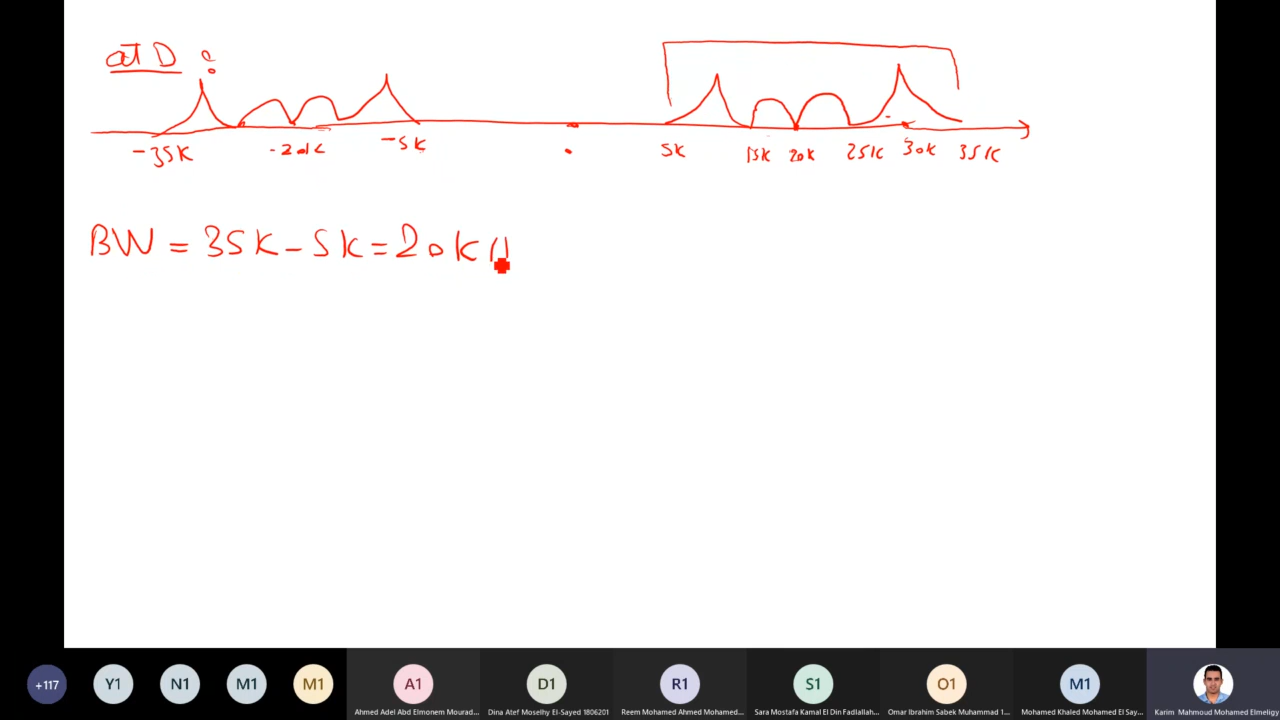 at D :
-35K -20K -5K 5K 15K 20K 25K 30K 35K
BW = 35K - 5K = 20K
+117 Y1 N1 M1 M1 A1 D1 R1 S1 O1 M1
Ahmed Adel Abd Elmonem Mourad... Dina Atef Moselhy El-Sayed 1806201 Reem Mohamed Ahmed Mohamed... Sara Mostafa Kamal El Din Fadlallah... Omar Ibrahim Sabek Muhammad 1... Mohamed Khaled Mohamed El Say... Karim Mahmoud Mohamed Elmeligy